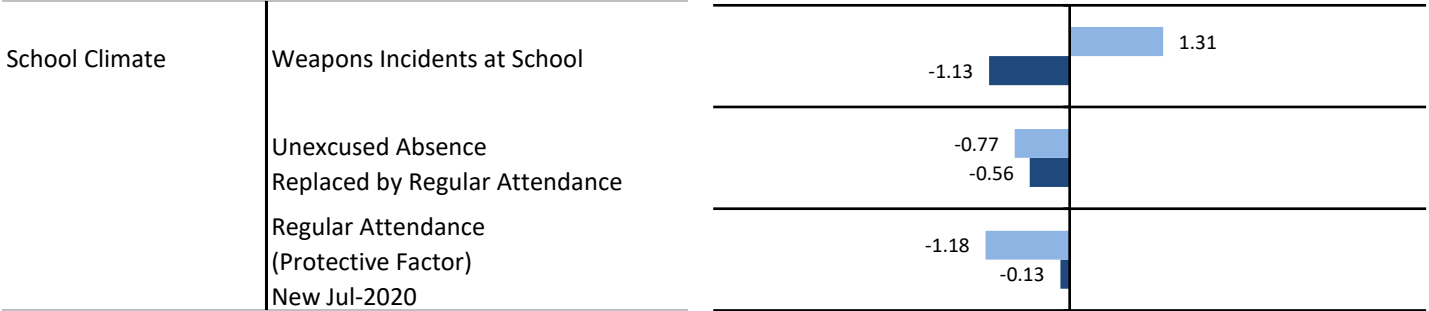 School Climate
Weapons Incidents at School
1.31
-1.13
Unexcused Absence
Replaced by Regular Attendance
-0.77
-0.56
Regular Attendance
(Protective Factor)
New Jul-2020
-1.18
-0.13